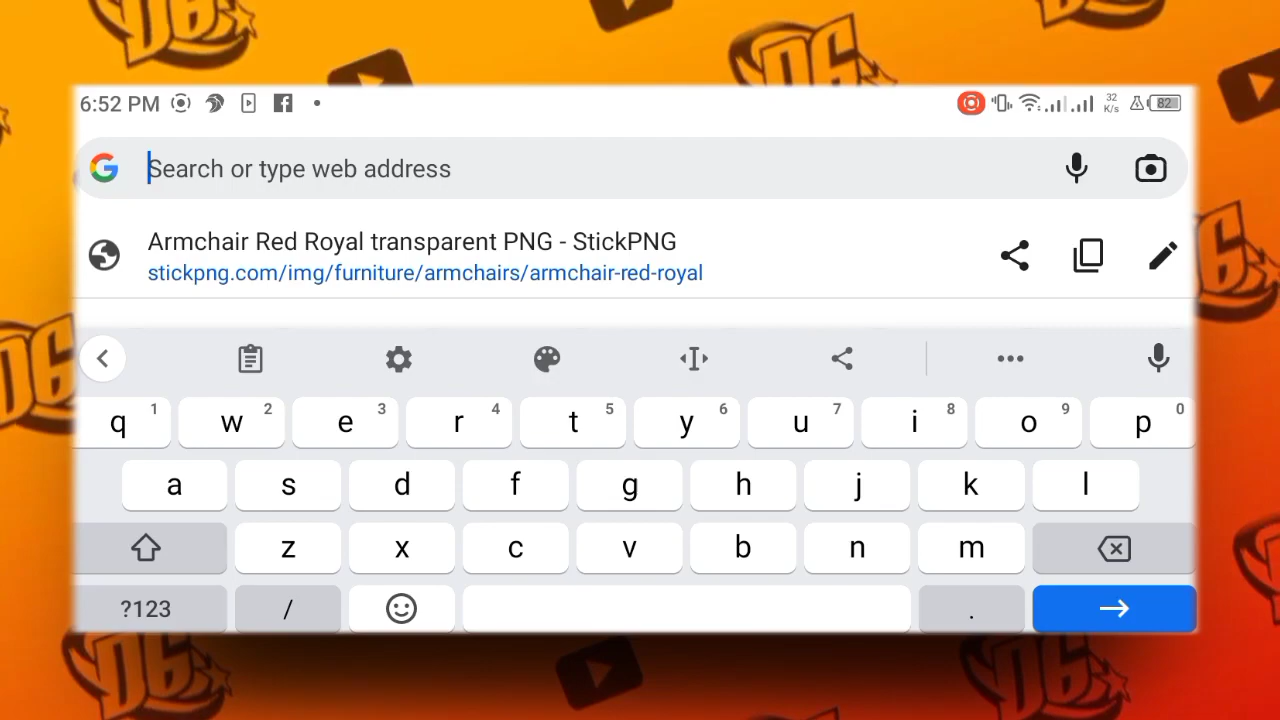 6:52 PM
32
K/s
82
Search or type web address
Armchair Red Royal transparent PNG - StickPNG
stickpng.com/img/furniture/armchairs/armchair-red-royal
q 1 w 2 e 3 r 4 t 5 y 6 u 7 i 8 o 9 p 0
a s d f g h j k l
z x c v b n m
?123 / .